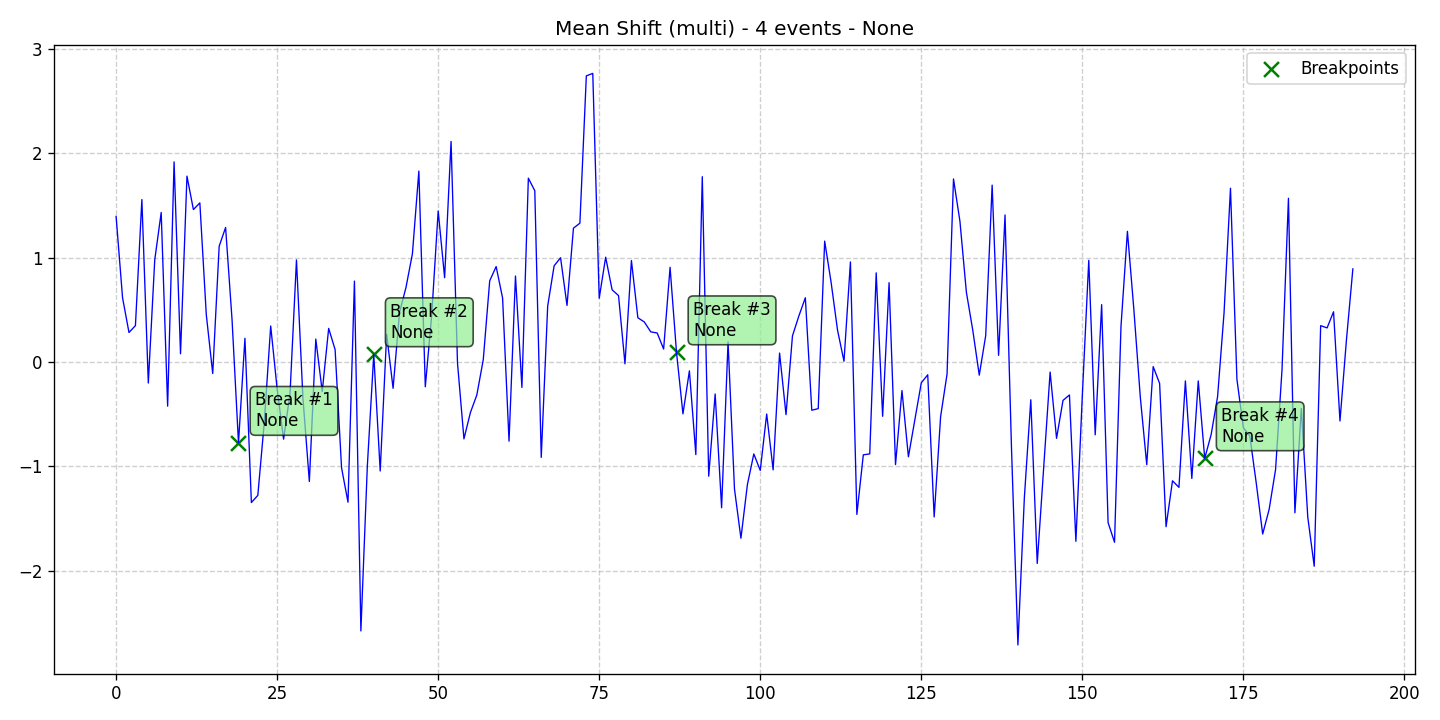 Mean Shift (multi) - 4 events - None
3
2
1
0
−1
−2
Breakpoints
Break #1
None
Break #2
None
Break #3
None
Break #4
None
0
25
50
75
100
125
150
175
200